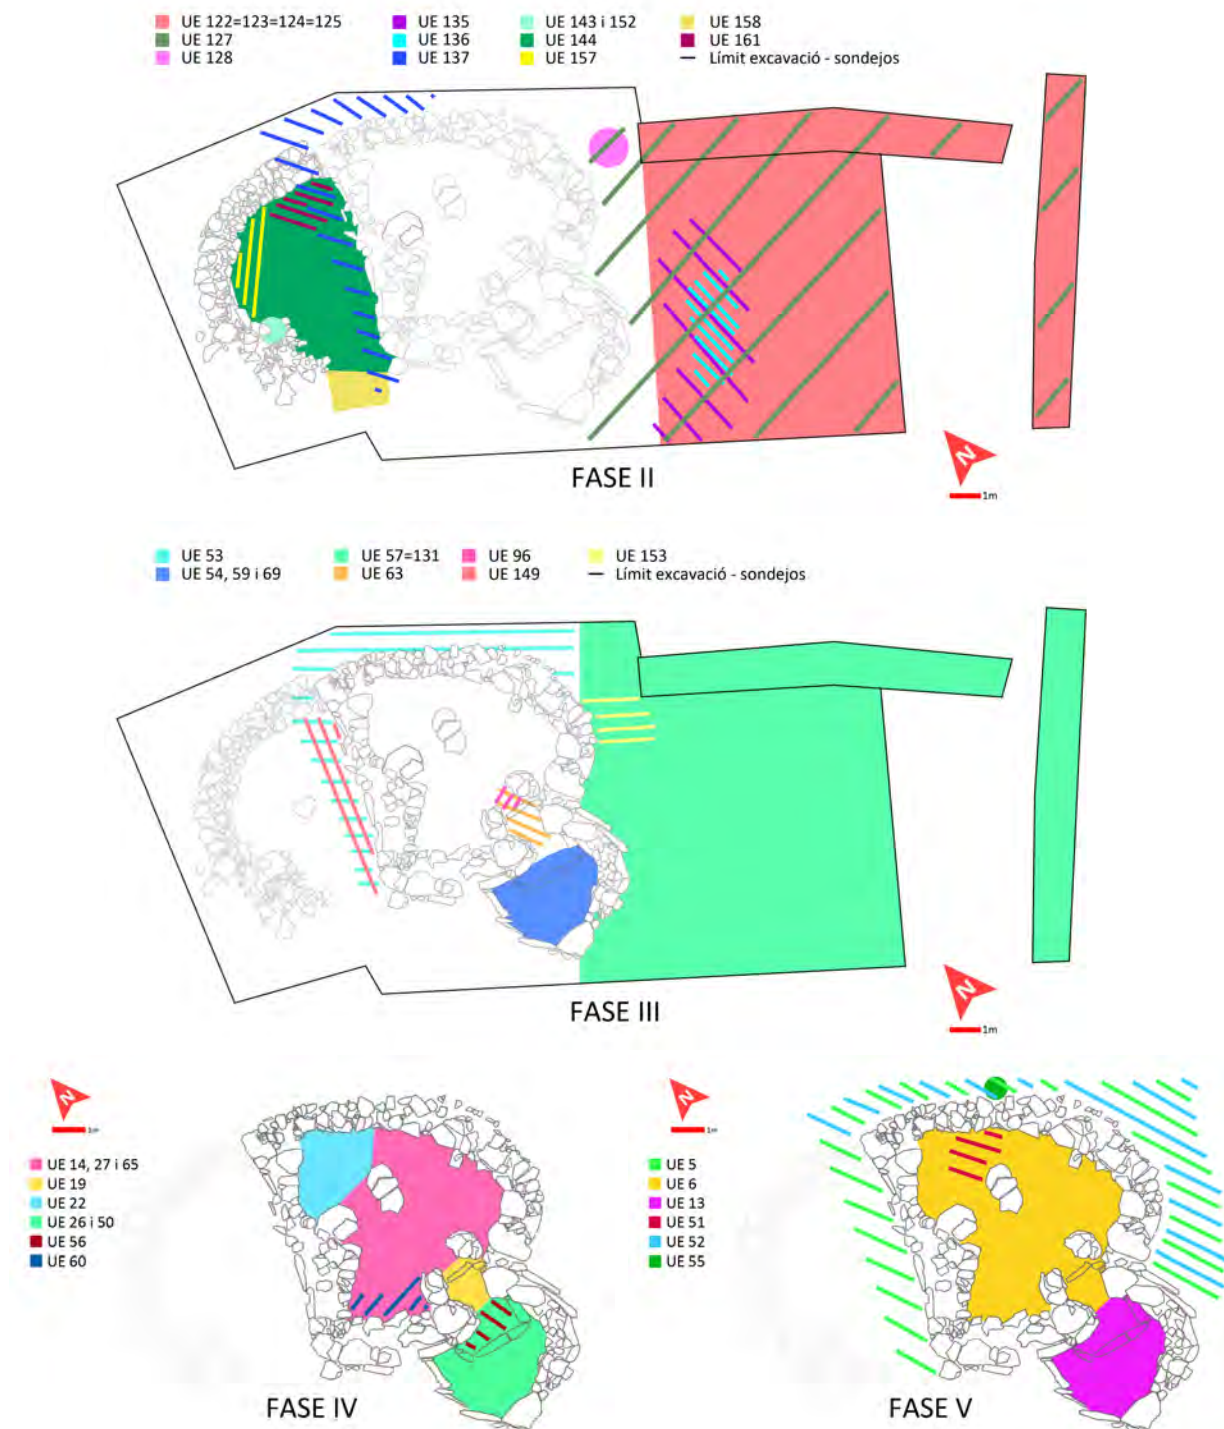 UE 122=123=124=125 UE 135 UE 143 i 152 UE 158
UE 127 UE 136 UE 144 UE 161
UE 128 UE 137 UE 157 Límit excavació - sondejos
N
1m
FASE II
UE 53 UE 57=131 UE 96 UE 153
UE 54, 59 i 69 UE 63 UE 149 Límit excavació - sondejos
N
1m
FASE III
N
1m
UE 14, 27 i 65
UE 19
UE 22
UE 26 i 50
UE 56
UE 60
FASE IV
N
1m
UE 5
UE 6
UE 13
UE 51
UE 52
UE 55
FASE V